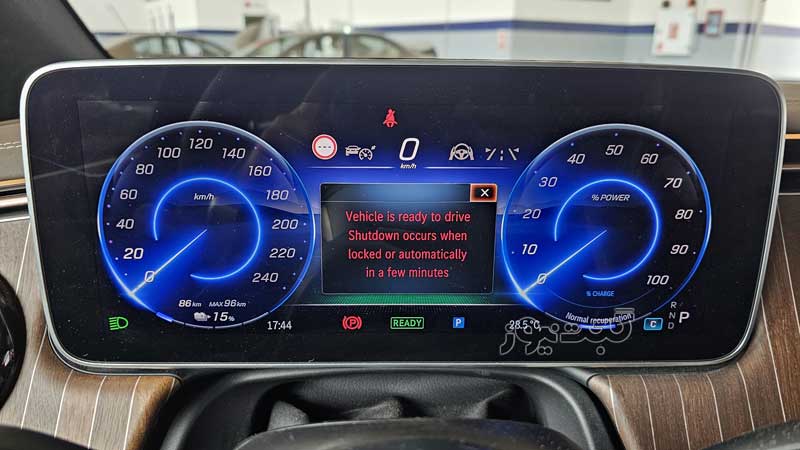 0
km/h
120
100
140
80
160
60
180
40
200
20
220
0
240
km/h
86 km MAX 96 km
15%
17:44
Vehicle is ready to drive
Shutdown occurs when
locked or automatically
in a few minutes
READY
P
28.5 °C
50
40
60
30
70
20
80
10
90
0
100
% POWER
% CHARGE
Normal recuperation
C
R
N
D
P
گجت نیوز